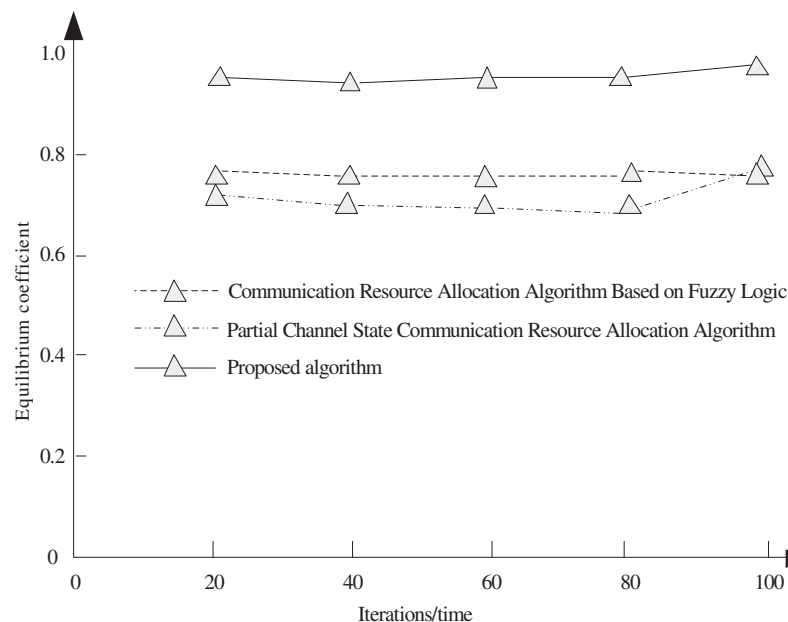 1.0
0.8
0.6
0.4
0.2
0
Equilibrium coefficient
Communication Resource Allocation Algorithm Based on Fuzzy Logic
Partial Channel State Communication Resource Allocation Algorithm
Proposed algorithm
0 20 40 60 80 100
Iterations/time